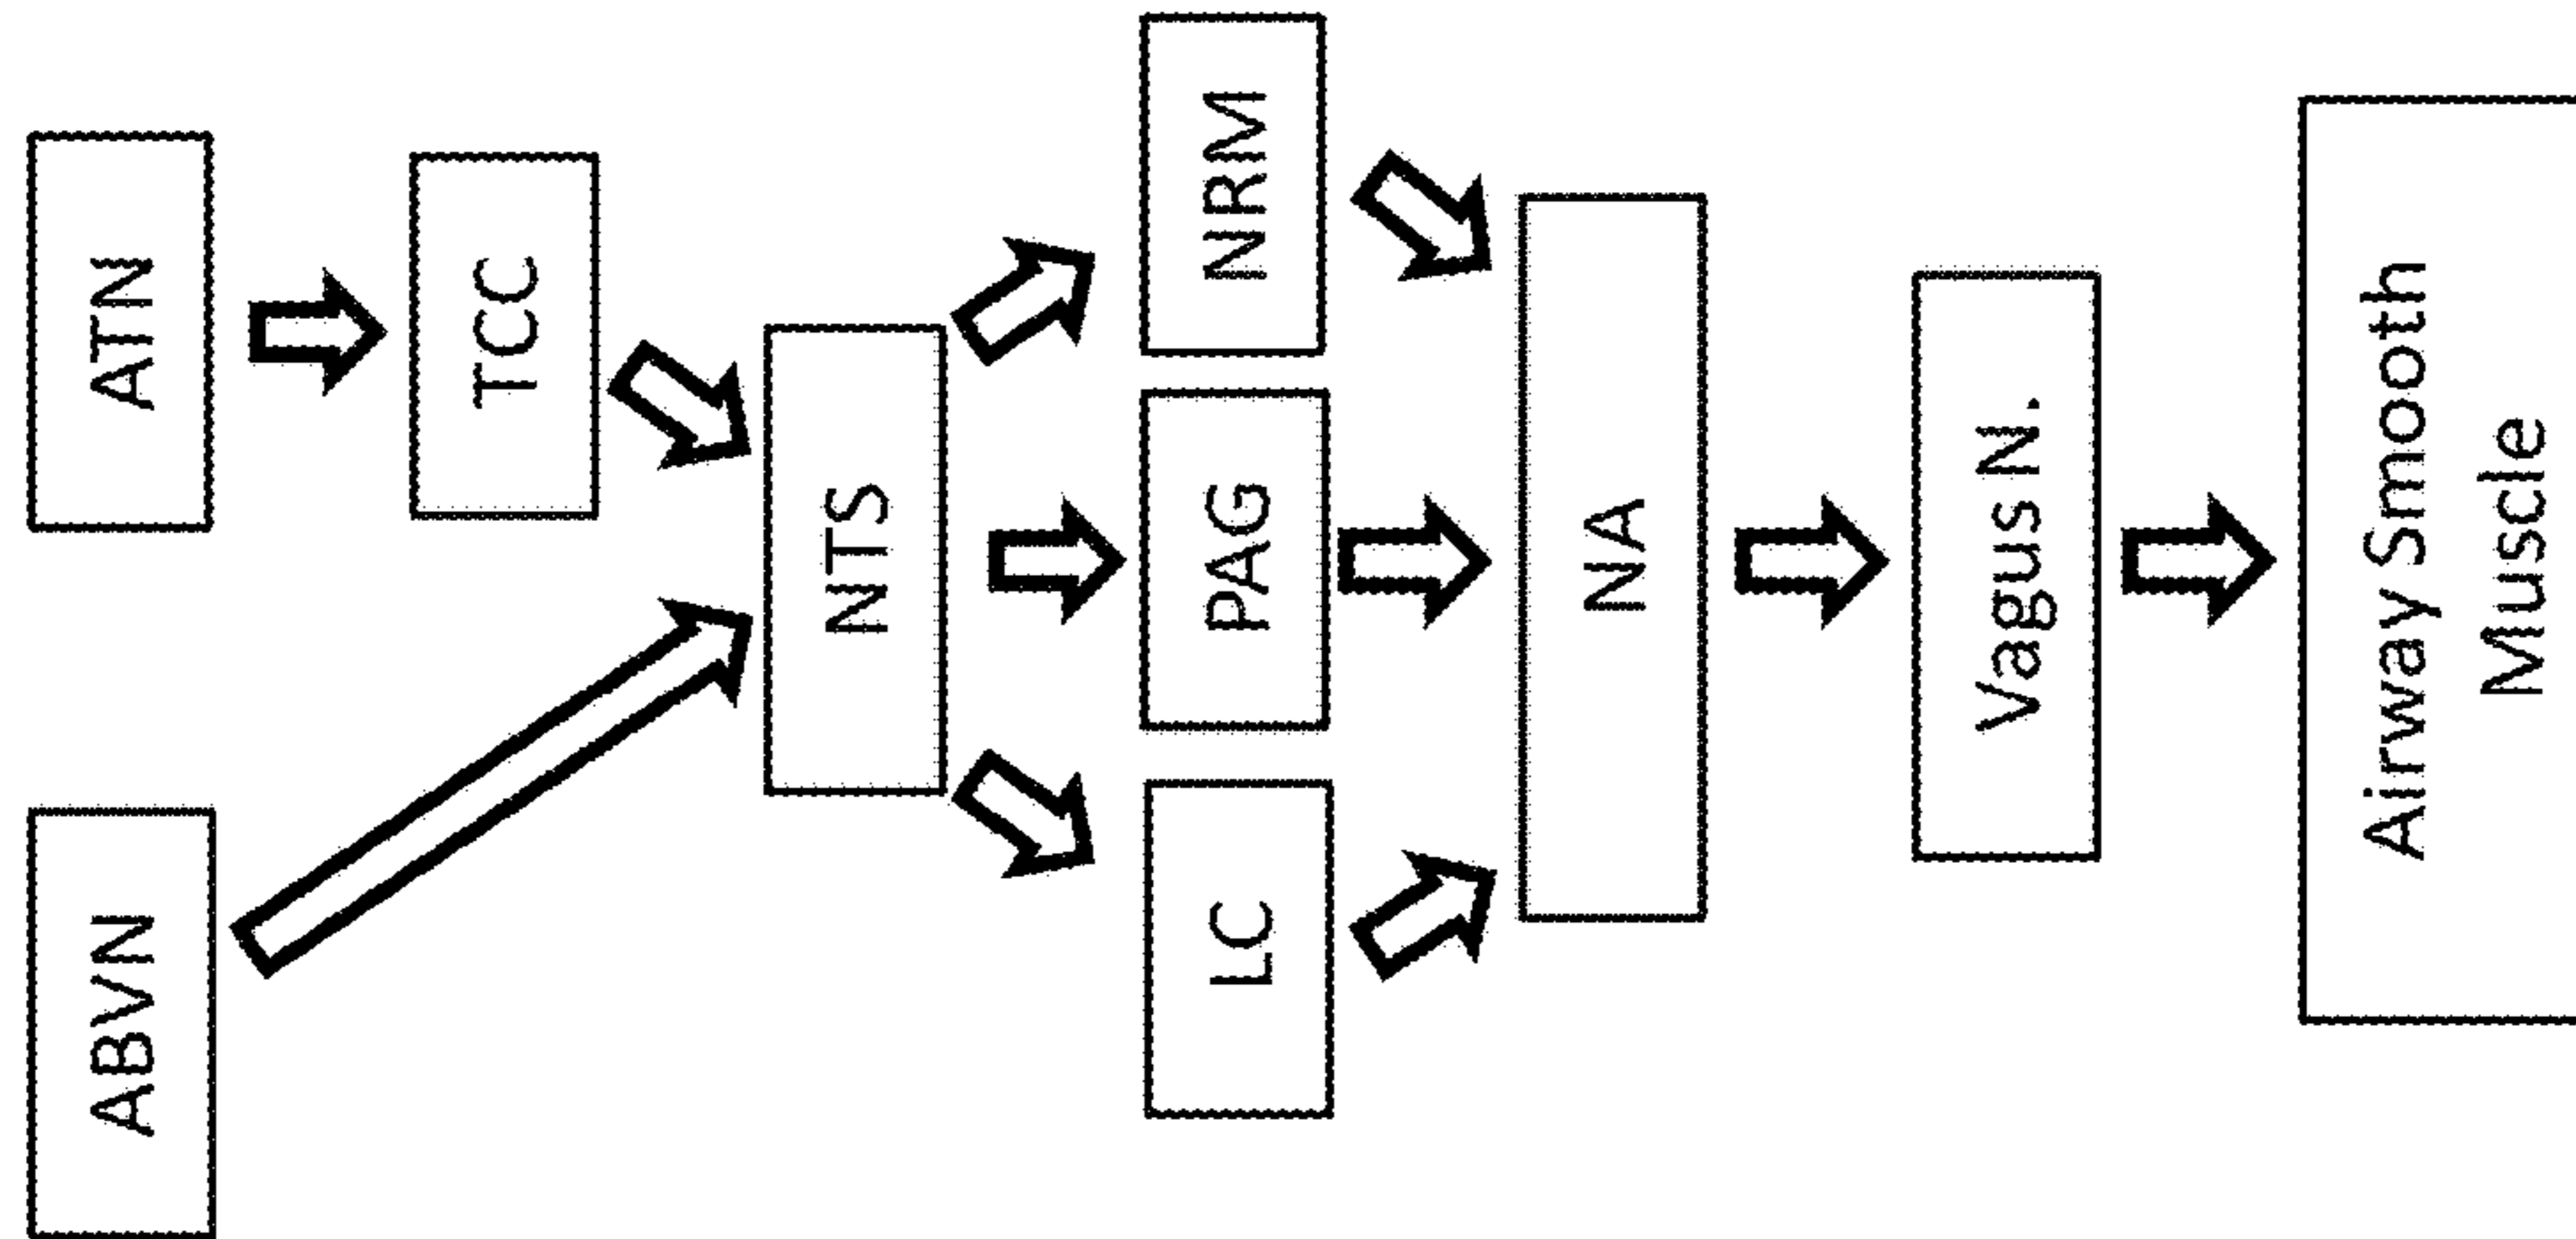 ABVN
ATN
TCC
NTS
LC
PAG
NRM
NA
Vagus N.
Airway Smooth
Muscle